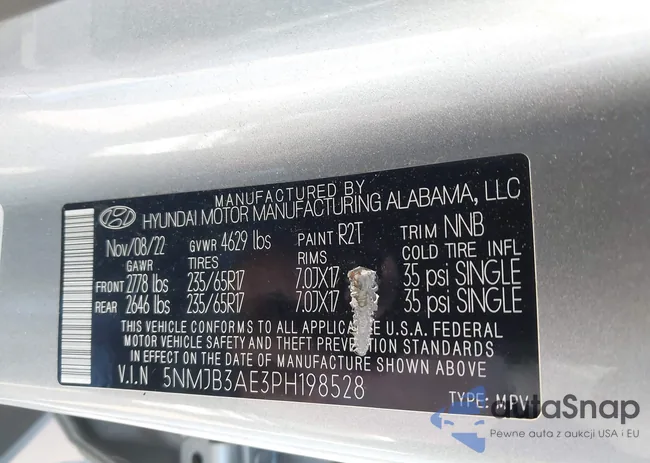 MANUFACTURED BY
HYUNDAI MOTOR MANUFACTURING ALABAMA, LLC
Nov/08/22 GVWR 4629 lbs PAINT R2T TRIM NNB
GAWR TIRES RIMS COLD TIRE INFL
FRONT 2778 lbs 235/65R17 7.0JX17 35 psi SINGLE
REAR 2646 lbs 235/65R17 7.0JX17 35 psi SINGLE
THIS VEHICLE CONFORMS TO ALL U.S.A. FEDERAL
MOTOR VEHICLE SAFETY AND THEFT STANDARDS
IN EFFECT ON THE DATE OF MANUFACTURE SHOWN ABOVE
V.I.N 5NMJB3AE3PH198528 TYPE: MPV
autaSnap
Pewne auta z aukcji USA i EU